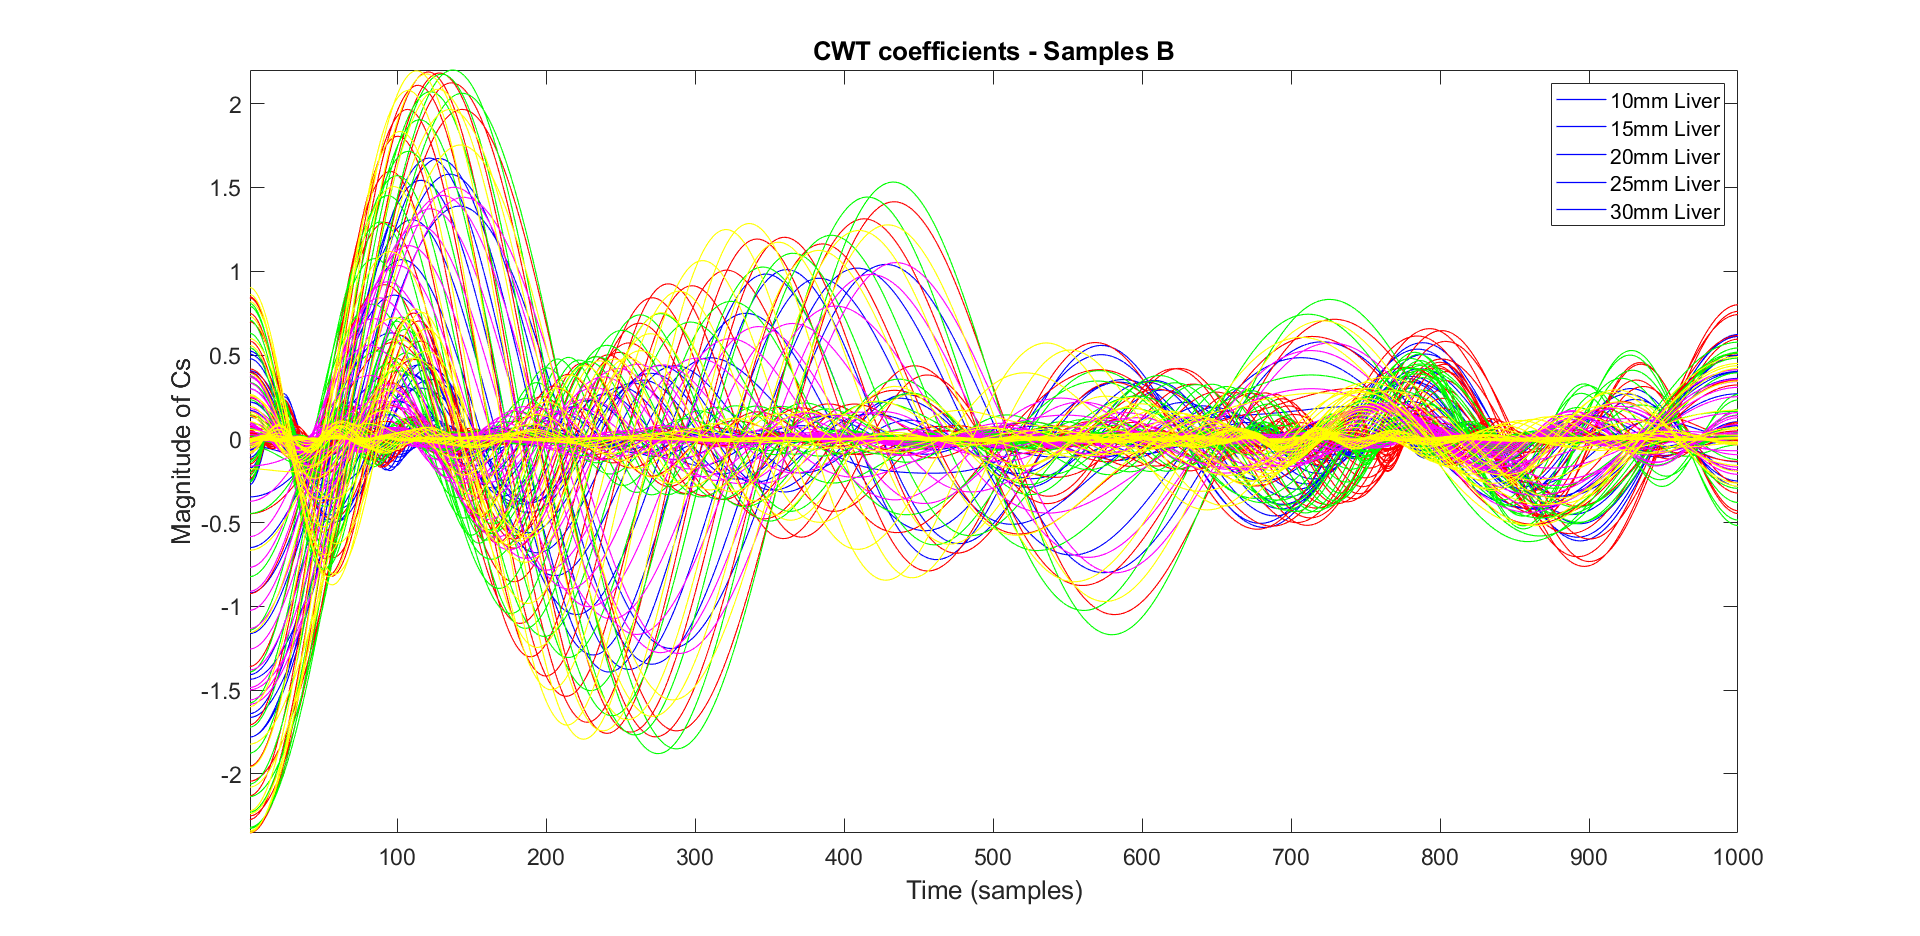 CWT coefficients - Samples B
10mm Liver
15mm Liver
20mm Liver
25mm Liver
30mm Liver
Magnitude of Cs
2
1.5
1
0.5
0
-0.5
-1
-1.5
-2
100 200 300 400 500 600 700 800 900 1000
Time (samples)